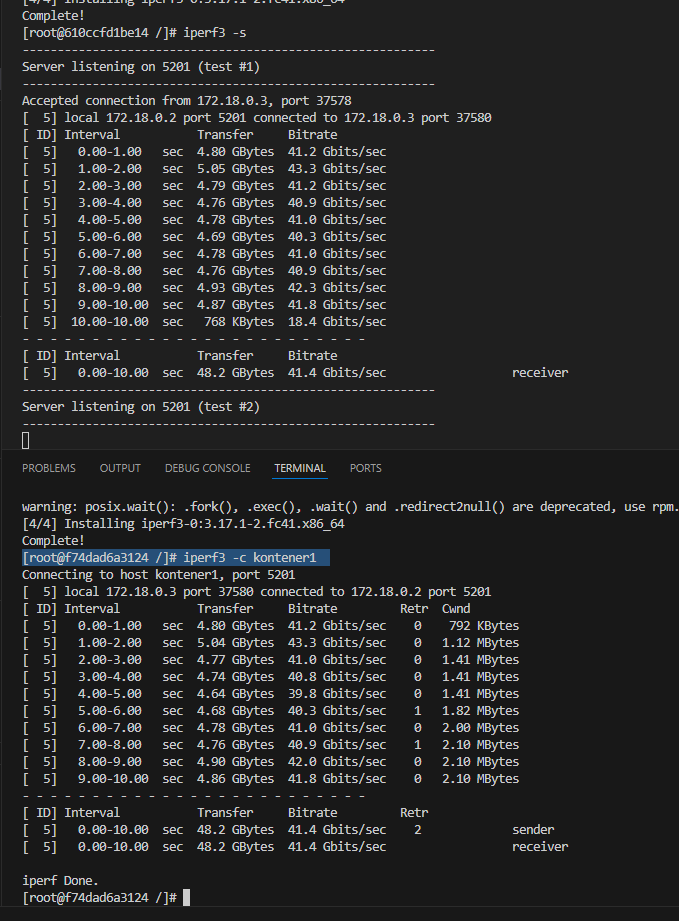 [4/4] Installing iperf3-0:3.17.1-2.fc41.x86_64
Complete!
[root@610ccfd1be14 /]# iperf3 -s
-----------------------------------------------------------
Server listening on 5201 (test #1)
-----------------------------------------------------------
Accepted connection from 172.18.0.3, port 37578
[  5] local 172.18.0.2 port 5201 connected to 172.18.0.3 port 37580
[ ID] Interval           Transfer     Bitrate
[  5]   0.00-1.00   sec  4.80 GBytes  41.2 Gbits/sec
[  5]   1.00-2.00   sec  5.05 GBytes  43.3 Gbits/sec
[  5]   2.00-3.00   sec  4.79 GBytes  41.2 Gbits/sec
[  5]   3.00-4.00   sec  4.76 GBytes  40.9 Gbits/sec
[  5]   4.00-5.00   sec  4.78 GBytes  41.0 Gbits/sec
[  5]   5.00-6.00   sec  4.69 GBytes  40.3 Gbits/sec
[  5]   6.00-7.00   sec  4.78 GBytes  41.0 Gbits/sec
[  5]   7.00-8.00   sec  4.76 GBytes  40.9 Gbits/sec
[  5]   8.00-9.00   sec  4.93 GBytes  42.3 Gbits/sec
[  5]   9.00-10.00  sec  4.87 GBytes  41.8 Gbits/sec
[  5]  10.00-10.00  sec   768 KBytes  18.4 Gbits/sec
- - - - - - - - - - - - - - - - - - - - - - - - -
[ ID] Interval           Transfer     Bitrate
[  5]   0.00-10.00  sec  48.2 GBytes  41.4 Gbits/sec                  receiver
-----------------------------------------------------------
Server listening on 5201 (test #2)
-----------------------------------------------------------
PROBLEMS OUTPUT DEBUG CONSOLE TERMINAL PORTS
warning: posix.wait(): .fork(), .exec(), .wait() and .redirect2null() are deprecated, use rpm.
[4/4] Installing iperf3-0:3.17.1-2.fc41.x86_64
Complete!
[root@f74dad6a3124 /]# iperf3 -c kontener1
Connecting to host kontener1, port 5201
[  5] local 172.18.0.3 port 37580 connected to 172.18.0.2 port 5201
[ ID] Interval           Transfer     Bitrate         Retr  Cwnd
[  5]   0.00-1.00   sec  4.80 GBytes  41.2 Gbits/sec    0    792 KBytes
[  5]   1.00-2.00   sec  5.04 GBytes  43.3 Gbits/sec    0   1.12 MBytes
[  5]   2.00-3.00   sec  4.77 GBytes  41.0 Gbits/sec    0   1.41 MBytes
[  5]   3.00-4.00   sec  4.74 GBytes  40.8 Gbits/sec    0   1.41 MBytes
[  5]   4.00-5.00   sec  4.64 GBytes  39.8 Gbits/sec    0   1.41 MBytes
[  5]   5.00-6.00   sec  4.68 GBytes  40.3 Gbits/sec    1   1.82 MBytes
[  5]   6.00-7.00   sec  4.78 GBytes  41.0 Gbits/sec    0   2.00 MBytes
[  5]   7.00-8.00   sec  4.76 GBytes  40.9 Gbits/sec    1   2.10 MBytes
[  5]   8.00-9.00   sec  4.90 GBytes  42.0 Gbits/sec    0   2.10 MBytes
[  5]   9.00-10.00  sec  4.86 GBytes  41.8 Gbits/sec    0   2.10 MBytes
- - - - - - - - - - - - - - - - - - - - - - - - -
[ ID] Interval           Transfer     Bitrate         Retr
[  5]   0.00-10.00  sec  48.2 GBytes  41.4 Gbits/sec    2             sender
[  5]   0.00-10.00  sec  48.2 GBytes  41.4 Gbits/sec                  receiver
iperf Done.
[root@f74dad6a3124 /]#